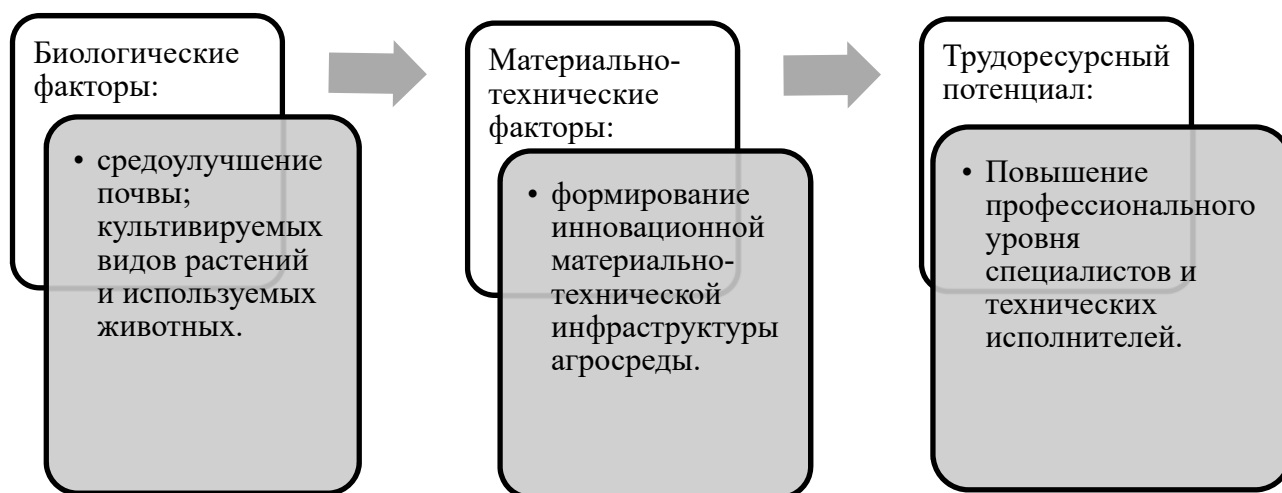 Биологические
факторы:
• средоулучшение
почвы;
культивируемых
видов растений
и используемых
животных.
Материально-
технические
факторы:
• формирование
инновационной
материально-
технической
инфраструктуры
агросреды.
Трудоресурсный
потенциал:
• Повышение
профессионального
уровня
специалистов и
технических
исполнителей.